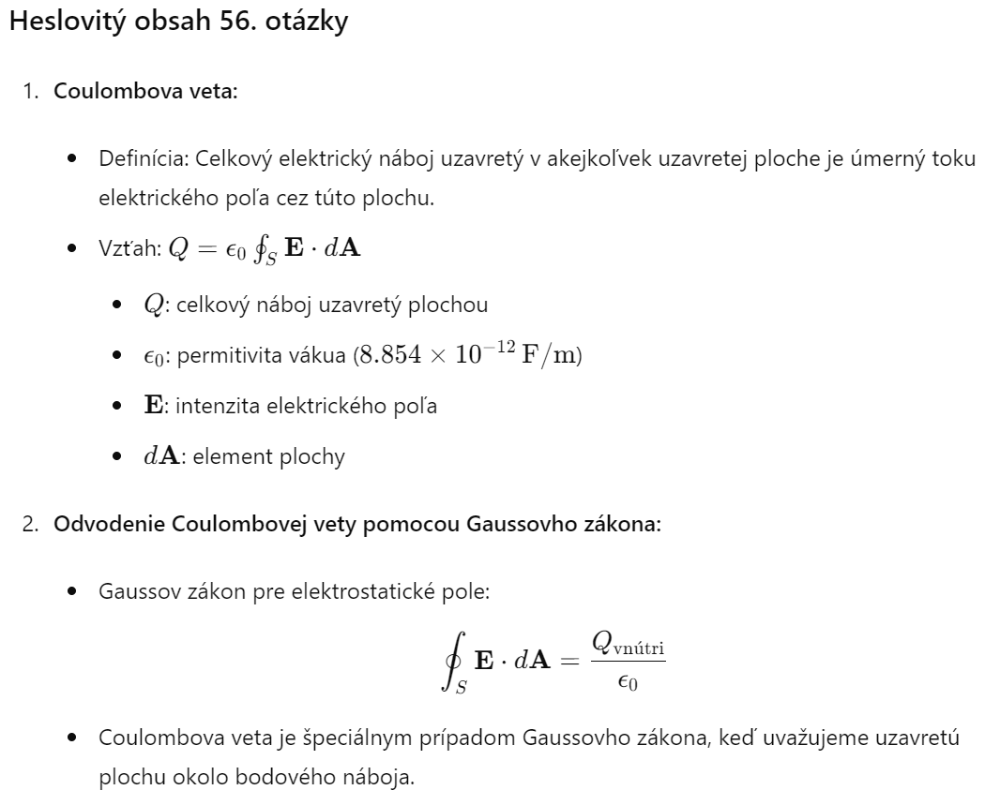 Heslovitý obsah 56. otázky
1. Coulombova veta:
• Definícia: Celkový elektrický náboj uzavretý v akejkoľvek uzavretej ploche je úmerný toku
elektrického poľa cez túto plochu.
• Vzťah: $Q = \epsilon_0 \oint_S \mathbf{E} \cdot d\mathbf{A}$
• $Q$: celkový náboj uzavretý plochou
• $\epsilon_0$: permitivita vákua ($8.854 \times 10^{-12} \, \mathrm{F/m}$)
• $\mathbf{E}$: intenzita elektrického poľa
• $d\mathbf{A}$: element plochy
2. Odvodenie Coulombovej vety pomocou Gaussovho zákona:
• Gaussov zákon pre elektrostatické pole:
$\oint_S \mathbf{E} \cdot d\mathbf{A} = \frac{Q_{\text{vnútri}}}{\epsilon_0}$
• Coulombova veta je špeciálnym prípadom Gaussovho zákona, keď uvažujeme uzavretú
plochu okolo bodového náboja.